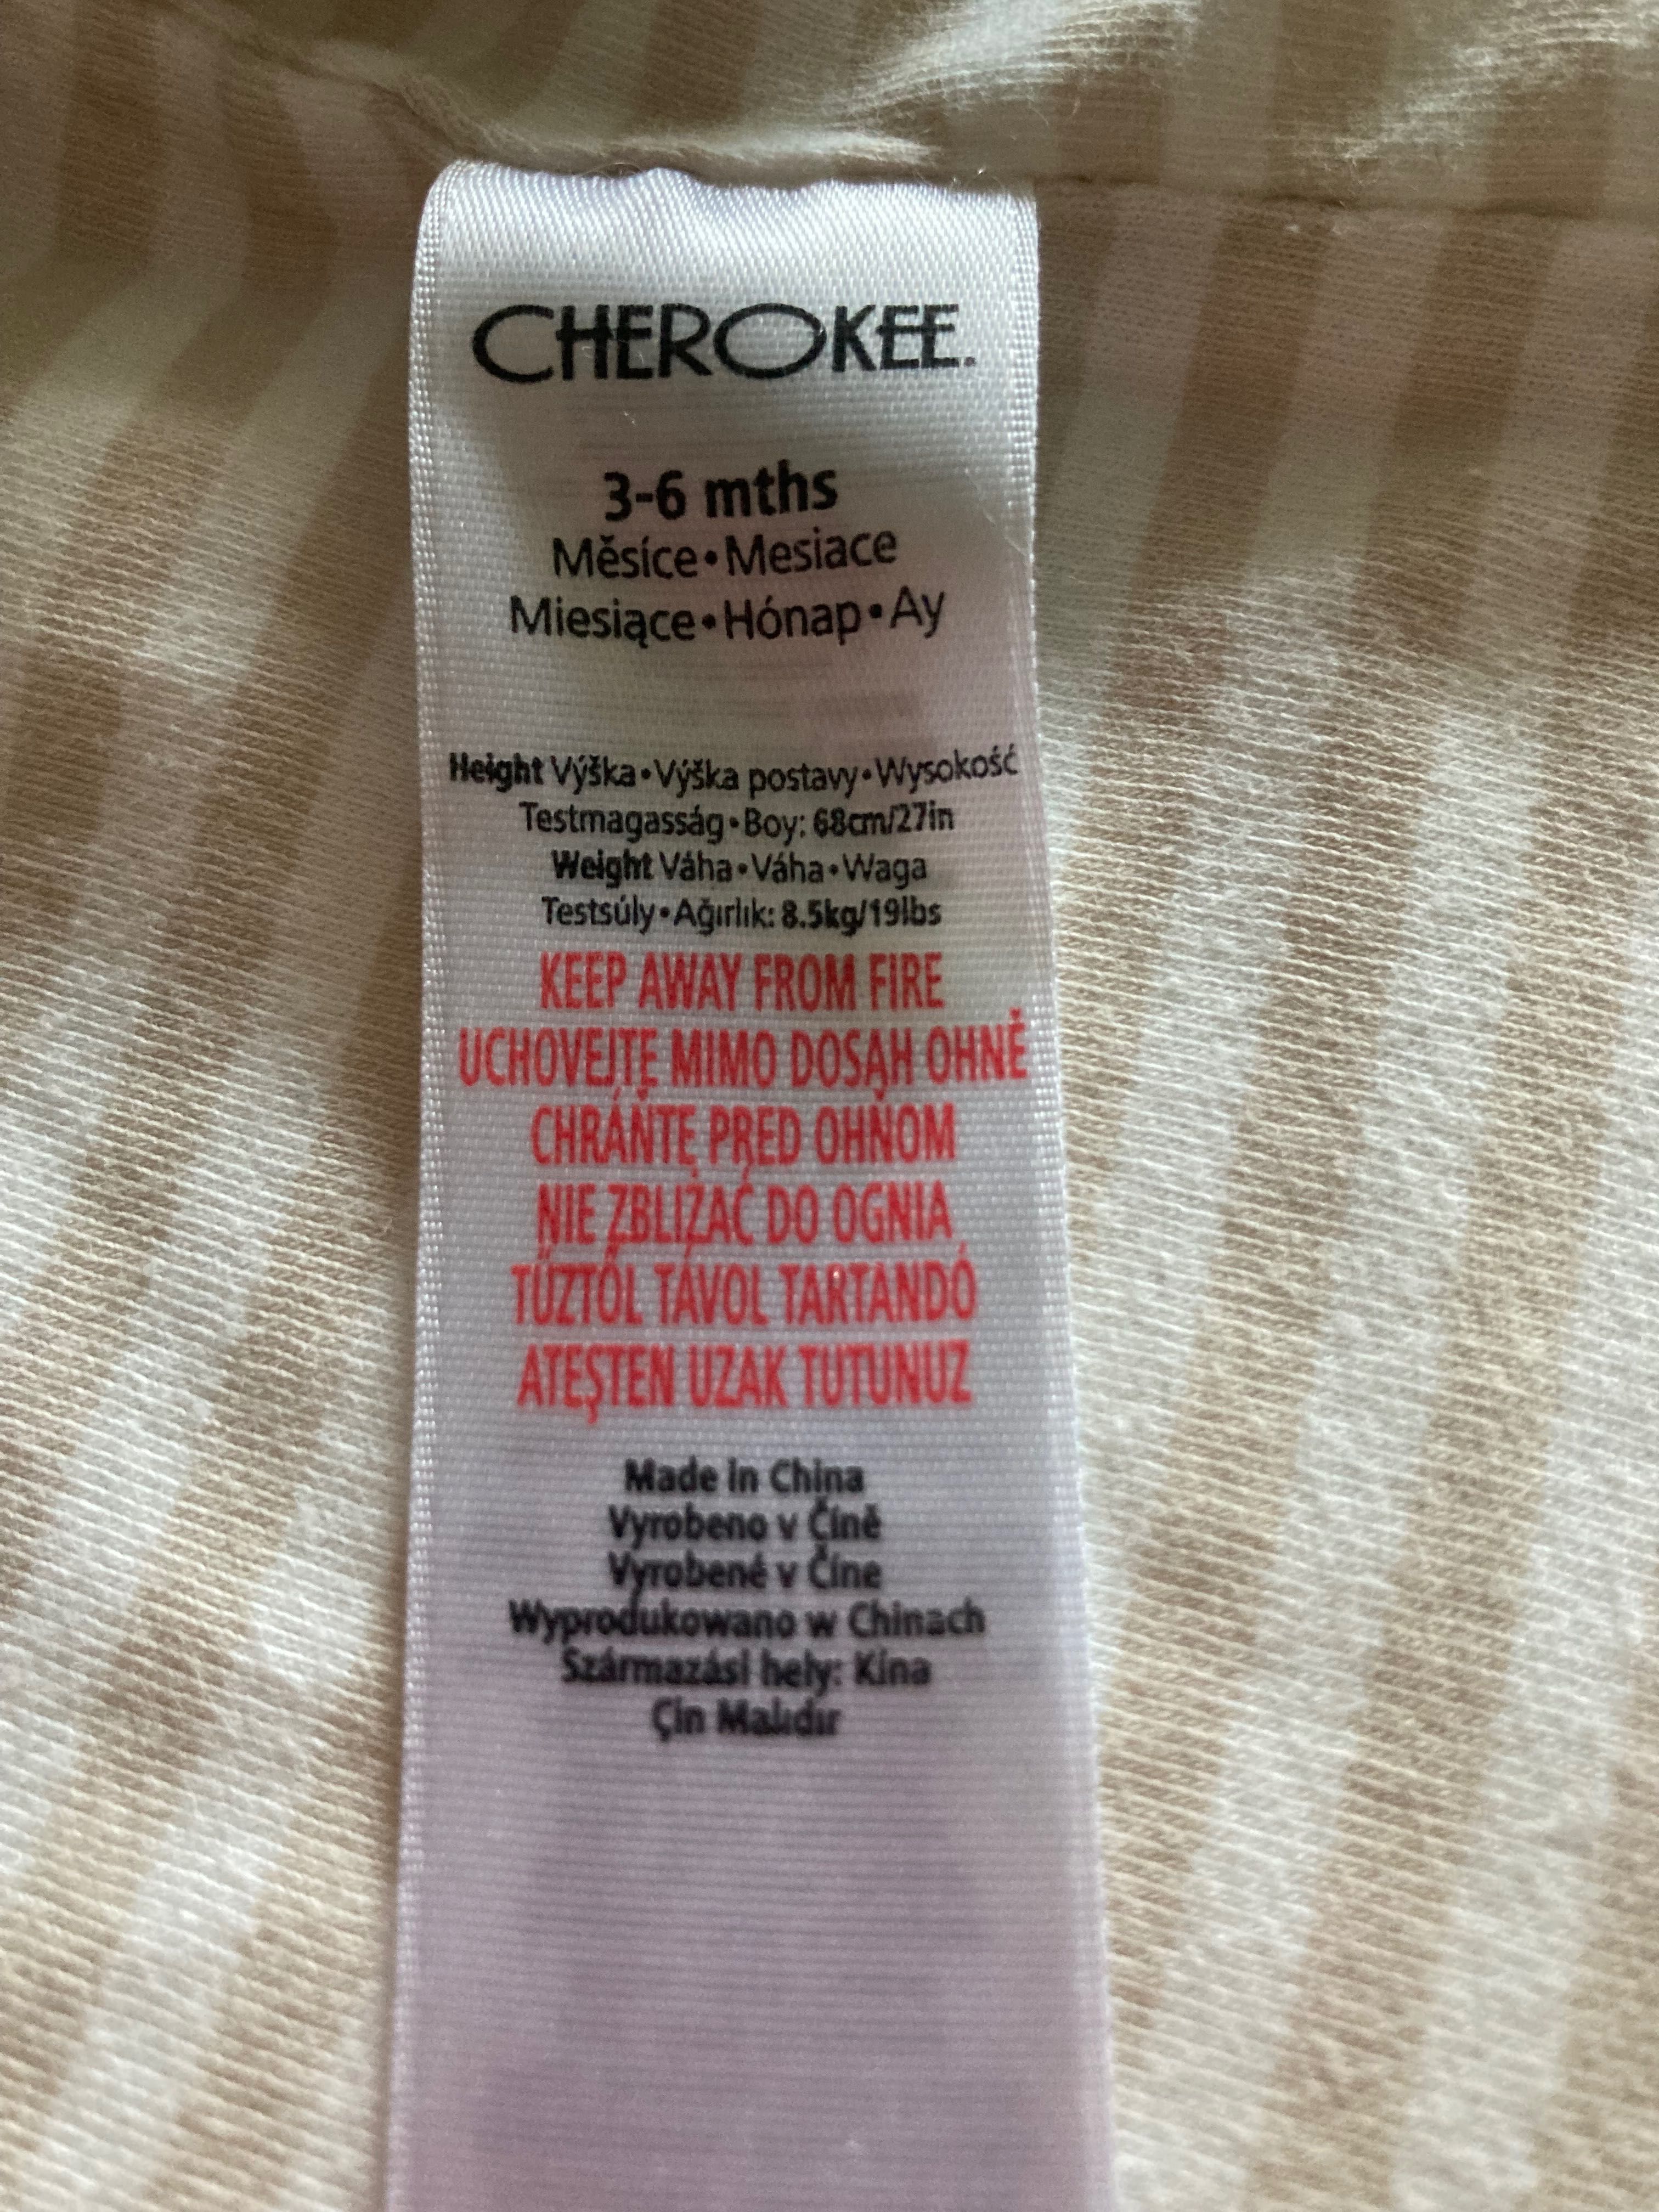 CHEROKEE.
3-6 mths
Měsíce•Mesiace
Miesiące•Hónap•Ay
Height Výška•Výška postavy•Wysokość
Testmagasság•Boy: 68cm/27in
Weight Váha•Váha•Waga
Testsúly•Ağırlık: 8.5kg/19lbs
KEEP AWAY FROM FIRE
UCHOVEJTE MIMO DOSAH OHNĚ
CHRÁŇTE PRED OHŇOM
NIE ZBLIŻAĆ DO OGNIA
TŰZTŐL TÁVOL TARTANDÓ
ATEŞTEN UZAK TUTUNUZ
Made in China
Vyrobeno v Číně
Vyrobené v Číne
Wyprodukowano w Chinach
Származási hely: Kína
Çin Malıdır